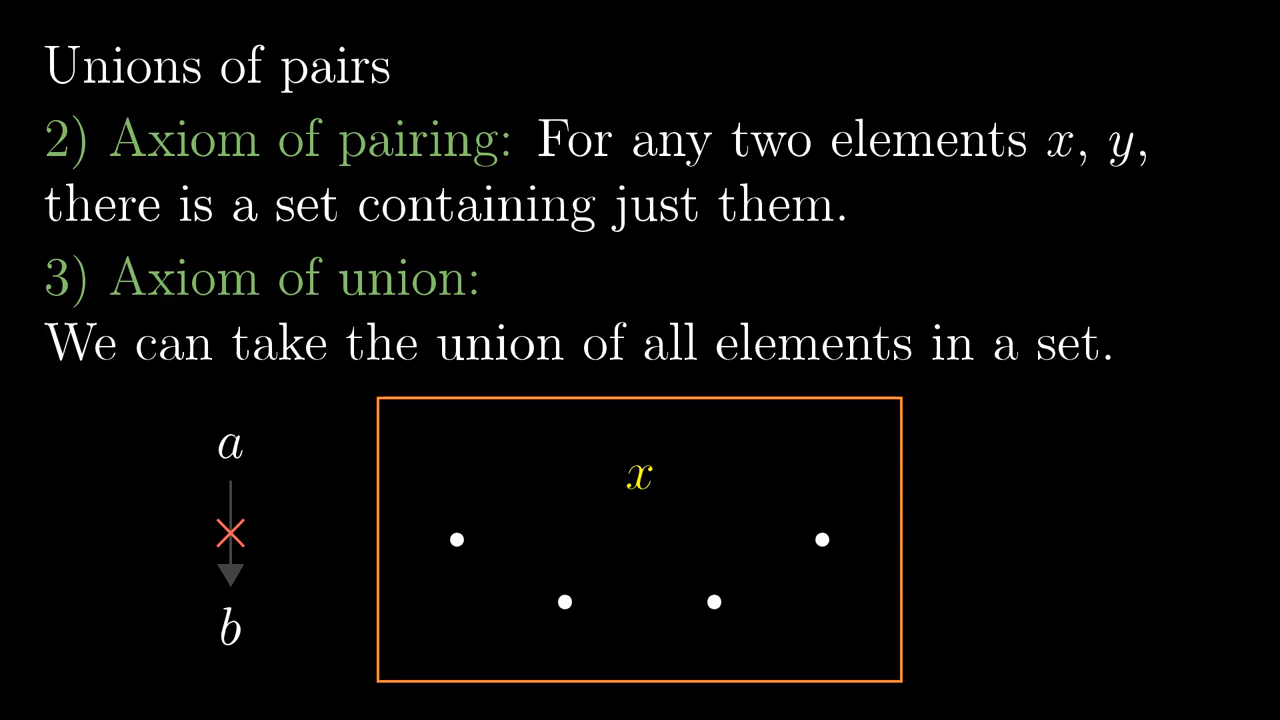 Unions of pairs
2) Axiom of pairing: For any two elements x, y,
there is a set containing just them.
3) Axiom of union:
We can take the union of all elements in a set.
a
x
b